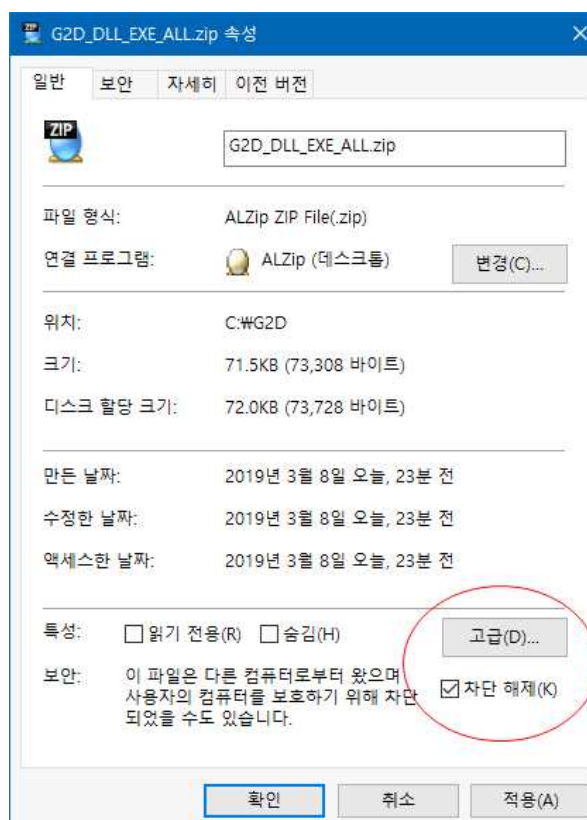 G2D_DLL_EXE_ALL.zip 속성
일반 보안 자세히 이전 버전
ZIP
G2D_DLL_EXE_ALL.zip
파일 형식: ALZip ZIP File(.zip)
연결 프로그램: ALZip (데스크톱) 변경(C)...
위치: C:₩G2D
크기: 71.5KB (73,308 바이트)
디스크 할당 크기: 72.0KB (73,728 바이트)
만든 날짜: 2019년 3월 8일 오늘, 23분 전
수정한 날짜: 2019년 3월 8일 오늘, 23분 전
액세스한 날짜: 2019년 3월 8일 오늘, 23분 전
특성: 읽기 전용(R) 숨김(H) 고급(D)...
보안: 이 파일은 다른 컴퓨터로부터 왔으며
사용자의 컴퓨터를 보호하기 위해 차단 차단 해제(K)
되었을 수도 있습니다.
확인 취소 적용(A)